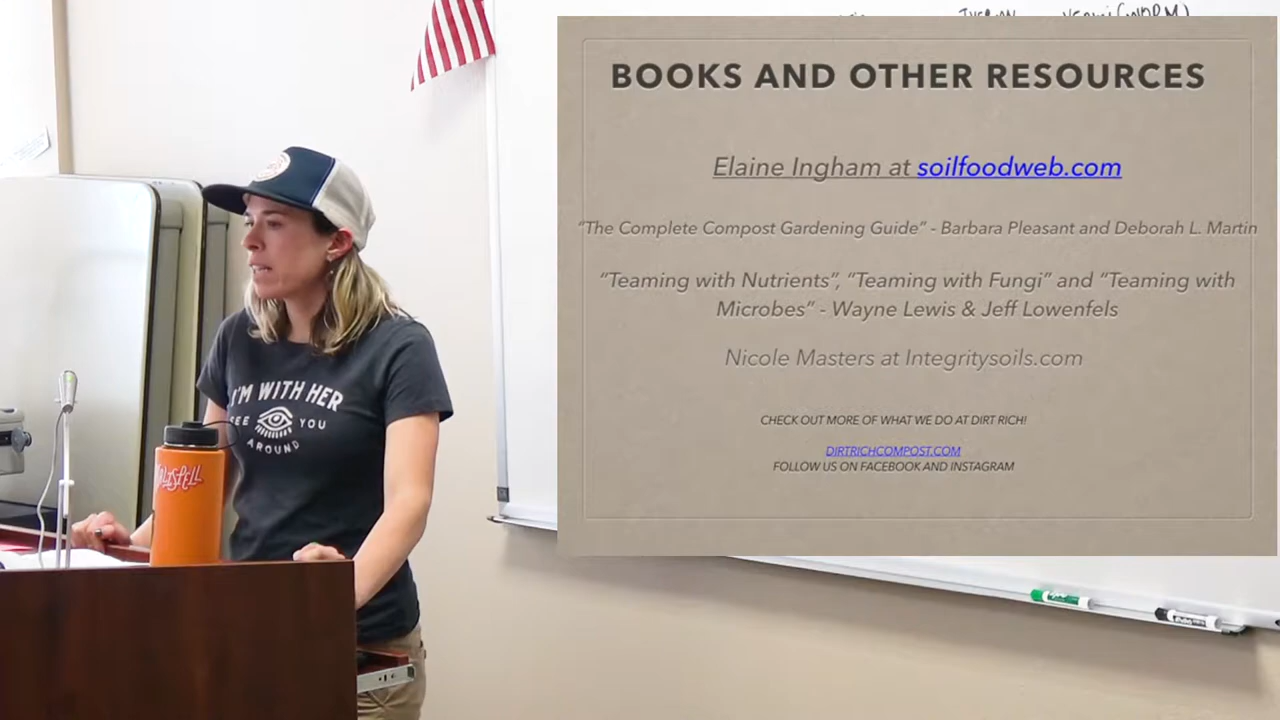 (WORM)
BOOKS AND OTHER RESOURCES
Elaine Ingham at soilfoodweb.com
“The Complete Compost Gardening Guide” - Barbara Pleasant and Deborah L. Martin
“Teaming with Nutrients”, “Teaming with Fungi” and “Teaming with
Microbes” - Wayne Lewis & Jeff Lowenfels
Nicole Masters at Integritysoils.com
CHECK OUT MORE OF WHAT WE DO AT DIRT RICH!
DIRTRICHCOMPOST.COM
FOLLOW US ON FACEBOOK AND INSTAGRAM
I'M WITH HER
SEE YOU
AROUND
KALISPELL